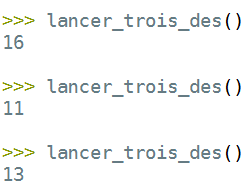 >>> lancer_trois_des()
16
>>> lancer_trois_des()
11
>>> lancer_trois_des()
13